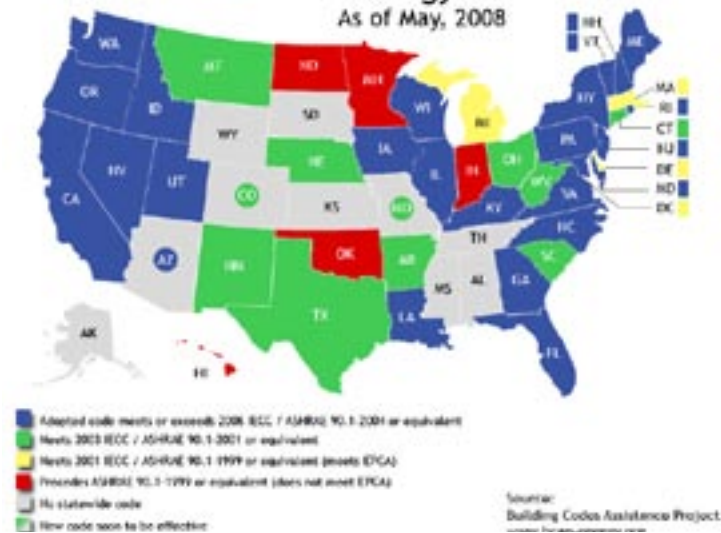 As of May, 2008
WA
OR
CA
NV
ID
UT
AZ
MT
WY
CO
NM
ND
SD
NE
KS
OK
TX
MN
IA
MO
AR
LA
WI
IL
MS
MI
IN
KY
TN
AL
OH
WV
GA
FL
SC
NC
VA
PA
NY
ME
NH
VT
MA
RI
CT
NJ
DE
MD
DC
AK
HI
Adopted code meets or exceeds 2006 IECC / ASHRAE 90.1-2004 or equivalent
Meets 2003 IECC / ASHRAE 90.1-2001 or equivalent
Meets 2001 IECC / ASHRAE 90.1-1999 or equivalent (meets EPCA)
Precedes ASHRAE 90.1-1999 or equivalent (does not meet EPCA)
No statewide code
New code soon to be effective
Source:
Building Codes Assistance Project